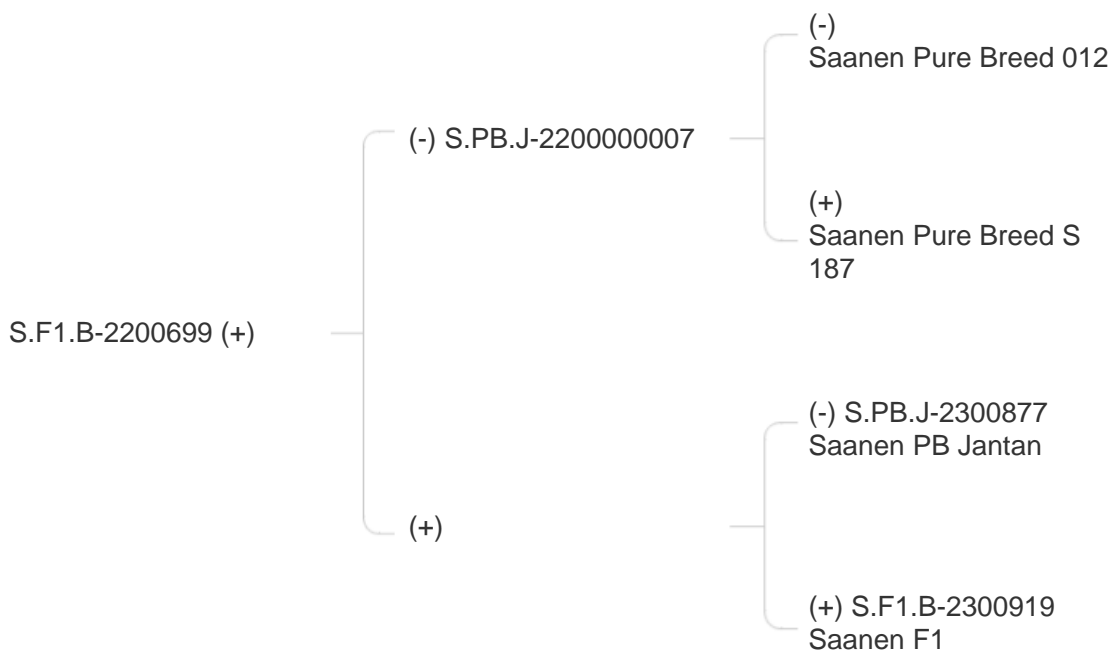 (-)
Saanen Pure Breed 012
(-) S.PB.J-2200000007
(+)
Saanen Pure Breed S
187
S.F1.B-2200699 (+)
(-) S.PB.J-2300877
Saanen PB Jantan
(+)
(+) S.F1.B-2300919
Saanen F1